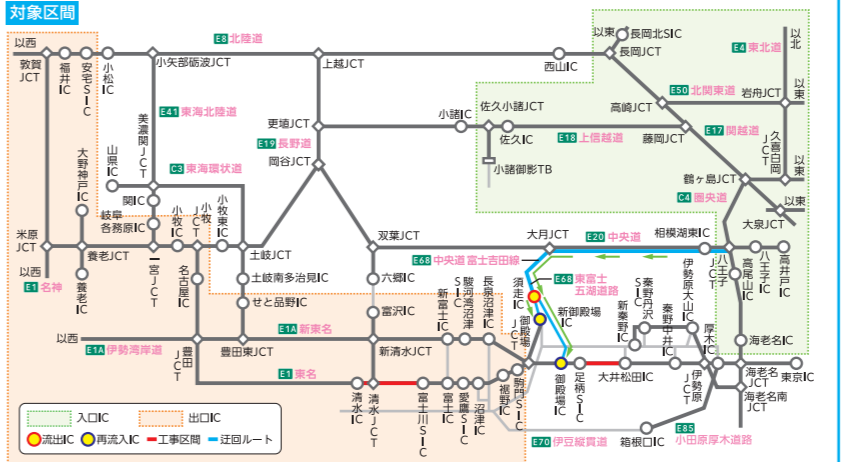 対象区間
以西
敦賀JCT
福井IC
安宅SIC
小松IC
E8 北陸道
小矢部砺波JCT
上越JCT
西山IC
以東
長岡北SIC
長岡JCT
E4 東北道
以北
E50 北関東道
岩舟JCT
以東
高崎JCT
E17 関越道
藤岡JCT
久喜白岡JCT
以東
鶴ヶ島JCT
C4 圏央道
大泉JCT
以東
E41 東海北陸道
美濃関JCT
C3 東海環状道
山県IC
関IC
岐阜各務原IC
大野神戸IC
更埴JCT
E19 長野道
岡谷JCT
小諸IC
佐久小諸JCT
佐久IC
E18 上信越道
小諸御影TB
米原JCT
以西
E1 名神
養老JCT
養老IC
一宮JCT
小牧IC
小牧JCT
小牧東IC
土岐JCT
名古屋IC
土岐南多治見IC
せと品野IC
双葉JCT
六郷IC
富沢IC
E68 中央道 富士吉田線
大月JCT
E20 中央道
相模湖東IC
八王子JCT
八王子IC
高井戸IC
高尾山IC
E68 東富士五湖道路
須走IC
御殿場JCT
新御殿場IC
以西
E1A 伊勢湾岸道
豊田JCT
豊田東JCT
E1A 新東名
新清水JCT
新富士IC
駿河湾沼津SIC
長泉沼津IC
E1 東名
清水IC
清水JCT
富士川SIC
富士IC
愛鷹SIC
沼津IC
裾野IC
駒門SIC
御殿場IC
足柄SIC
大井松田IC
新秦野IC
秦野丹沢SIC
秦野中井IC
伊勢原大山IC
伊勢原JCT
厚木IC
海老名IC
海老名JCT
海老名南JCT
東京IC
箱根口IC
E70 伊豆縦貫道
E85
小田原厚木道路
入口IC
出口IC
流出IC
再流入IC
工事区間
迂回ルート